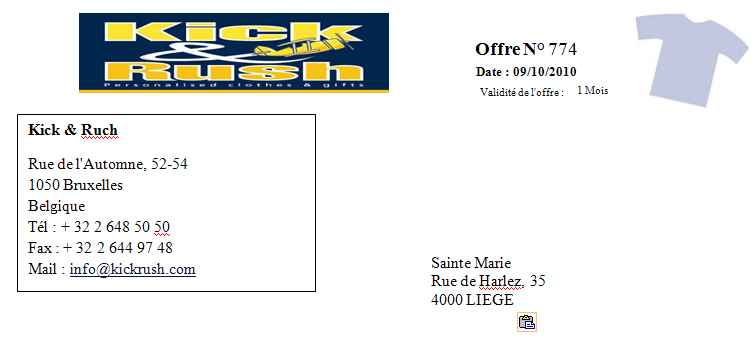 Kick
&
Rush
Personalised clothes & gifts
Offre N° 774
Date : 09/10/2010
Validité de l'offre : 1 Mois
Kick & Ruch
Rue de l'Automne, 52-54
1050 Bruxelles
Belgique
Tél : + 32 2 648 50 50
Fax : + 32 2 644 97 48
Mail : info@kickrush.com
Sainte Marie
Rue de Harlez, 35
4000 LIEGE